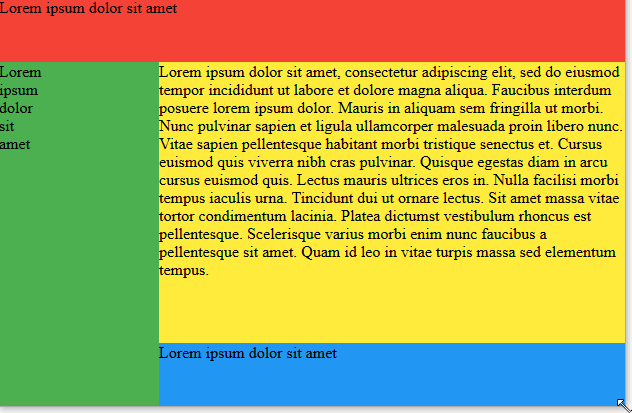 Lorem ipsum dolor sit amet
Lorem
ipsum
dolor
sit
amet
Lorem ipsum dolor sit amet, consectetur adipiscing elit, sed do eiusmod
tempor incididunt ut labore et dolore magna aliqua. Faucibus interdum
posuere lorem ipsum dolor. Mauris in aliquam sem fringilla ut morbi.
Nunc pulvinar sapien et ligula ullamcorper malesuada proin libero nunc.
Vitae sapien pellentesque habitant morbi tristique senectus et. Cursus
euismod quis viverra nibh cras pulvinar. Quisque egestas diam in arcu
cursus euismod quis. Lectus mauris ultrices eros in. Nulla facilisi morbi
tempus iaculis urna. Tincidunt dui ut ornare lectus. Sit amet massa vitae
tortor condimentum lacinia. Platea dictumst vestibulum rhoncus est
pellentesque. Scelerisque varius morbi enim nunc faucibus a
pellentesque sit amet. Quam id leo in vitae turpis massa sed elementum
tempus.
Lorem ipsum dolor sit amet